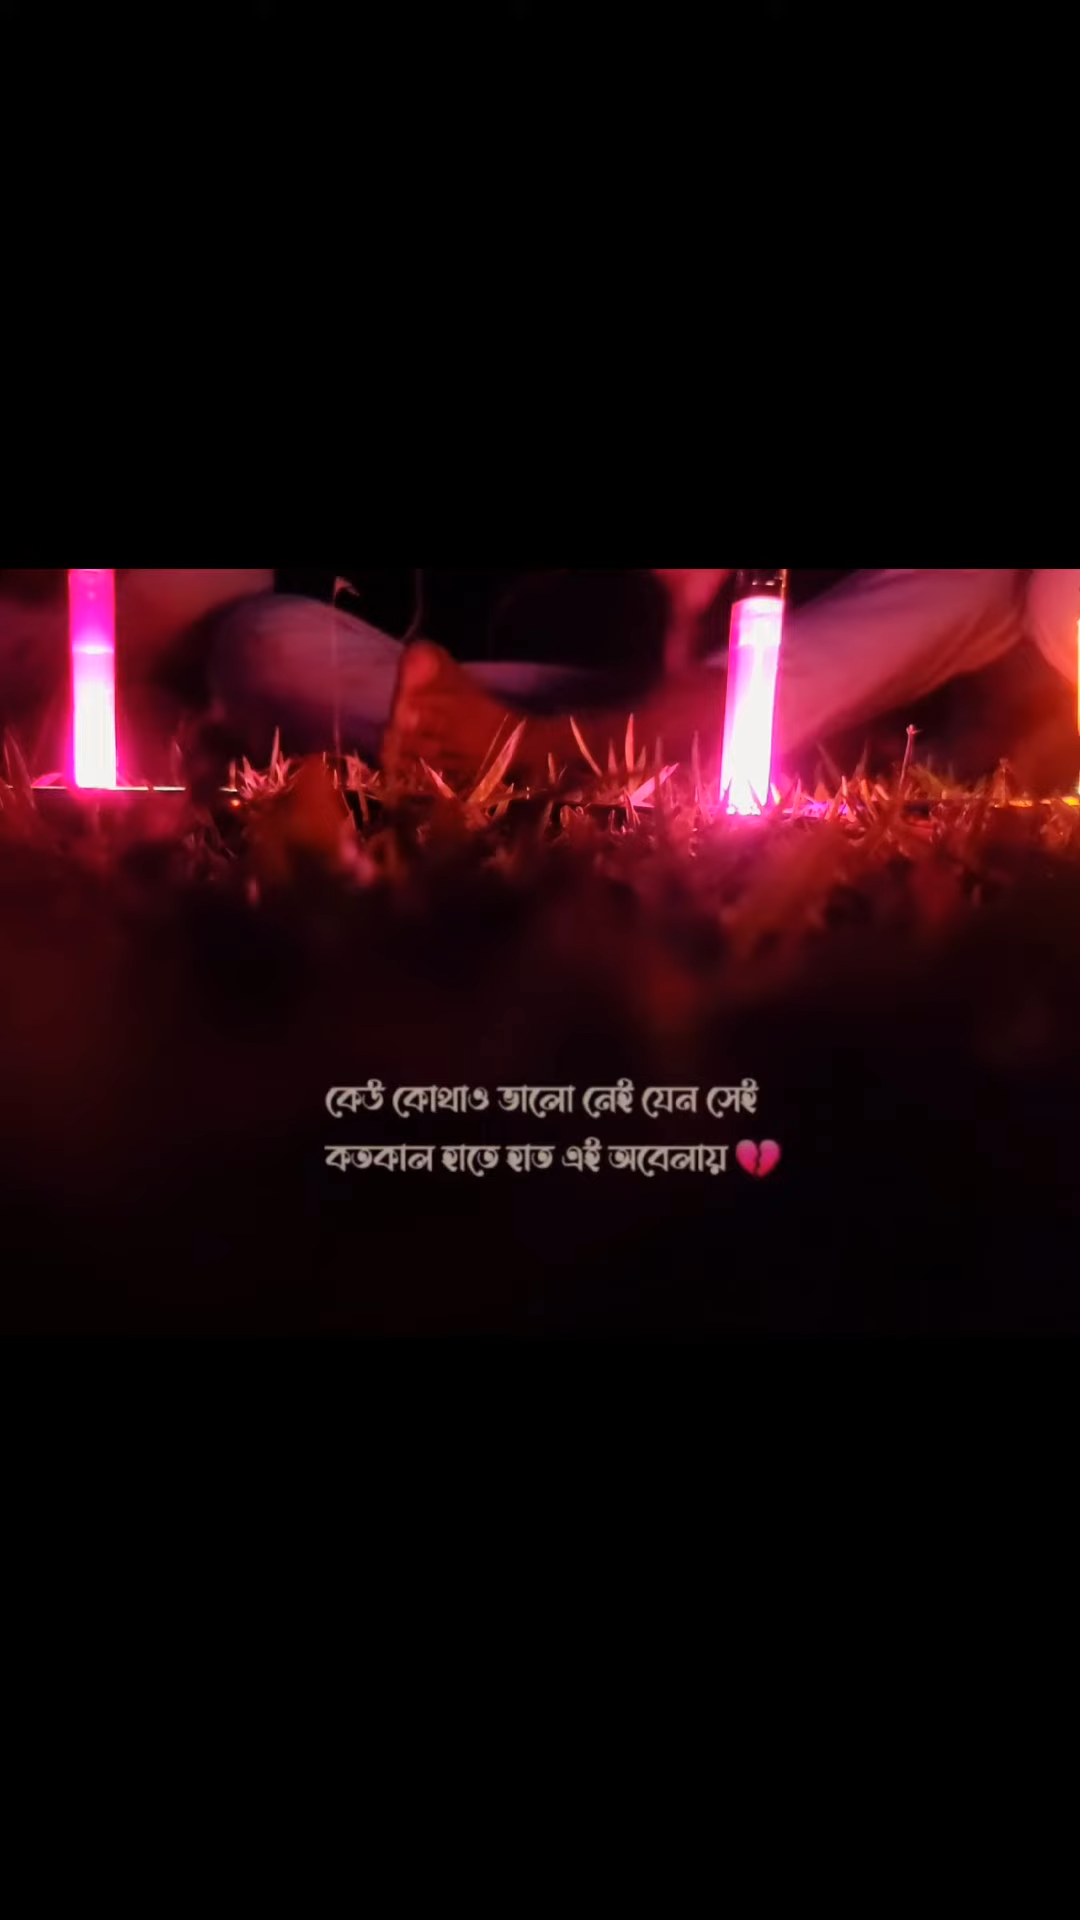 কেউ কোথাও ভালো নেই যেন সেই
কতকাল হাতে হাত এই অবেলায় 💔